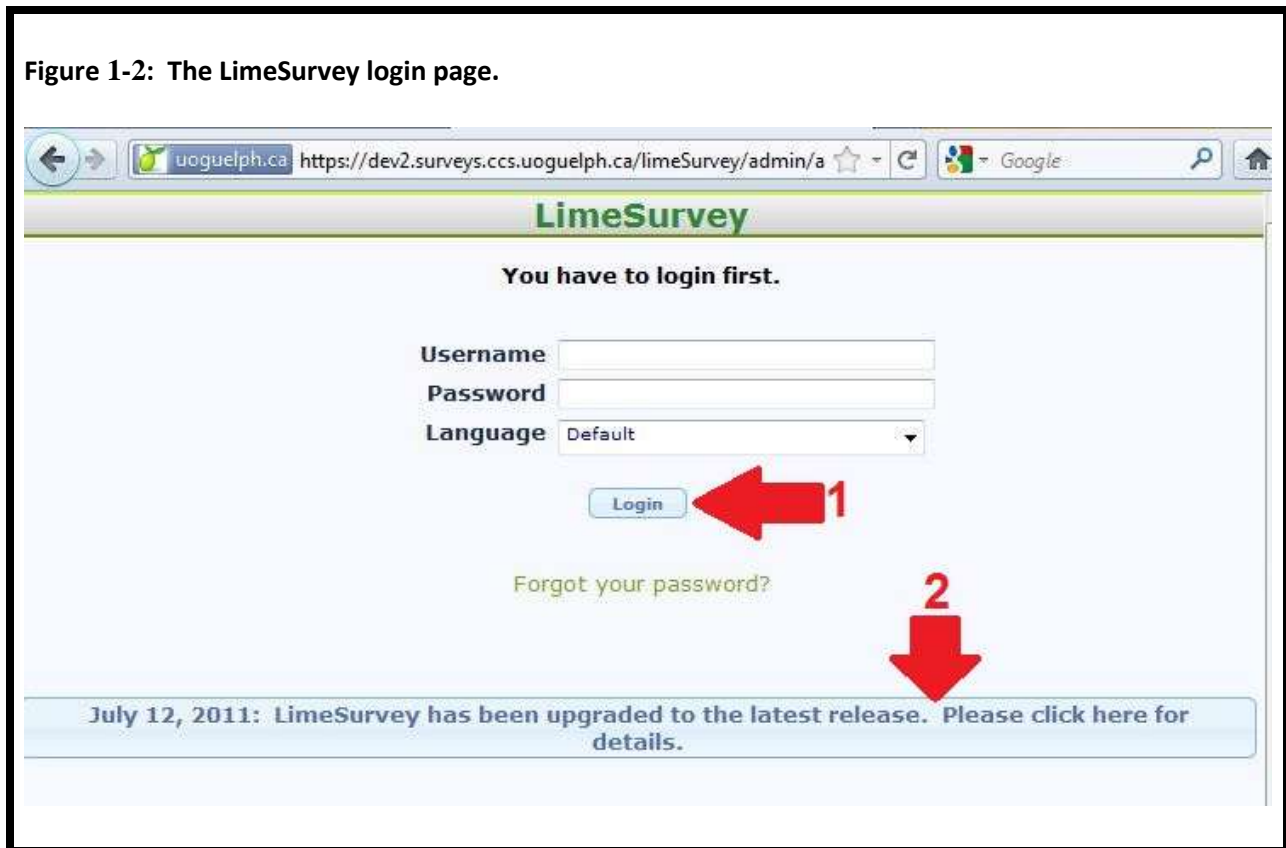 Figure 1-2: The LimeSurvey login page.
uoguelph.ca https://dev2.surveys.ccs.uoguelph.ca/limeSurvey/admin/a Google
LimeSurvey
You have to login first.
Username
Password
Language Default
Login 1
Forgot your password?
2
July 12, 2011: LimeSurvey has been upgraded to the latest release. Please click here for
details.